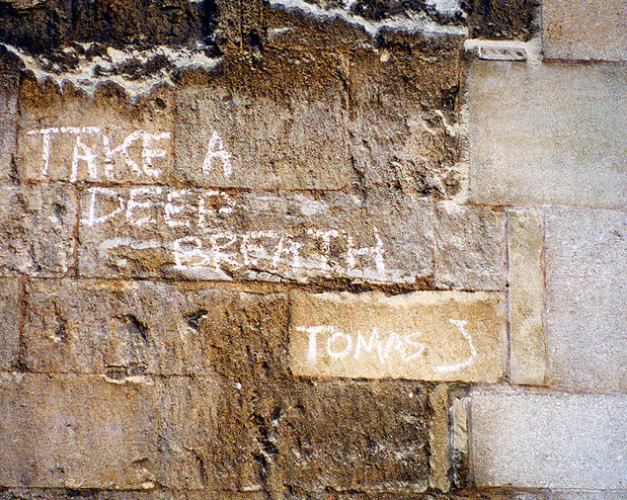 TAKE A
DEEP
BREATH
TOMAS J